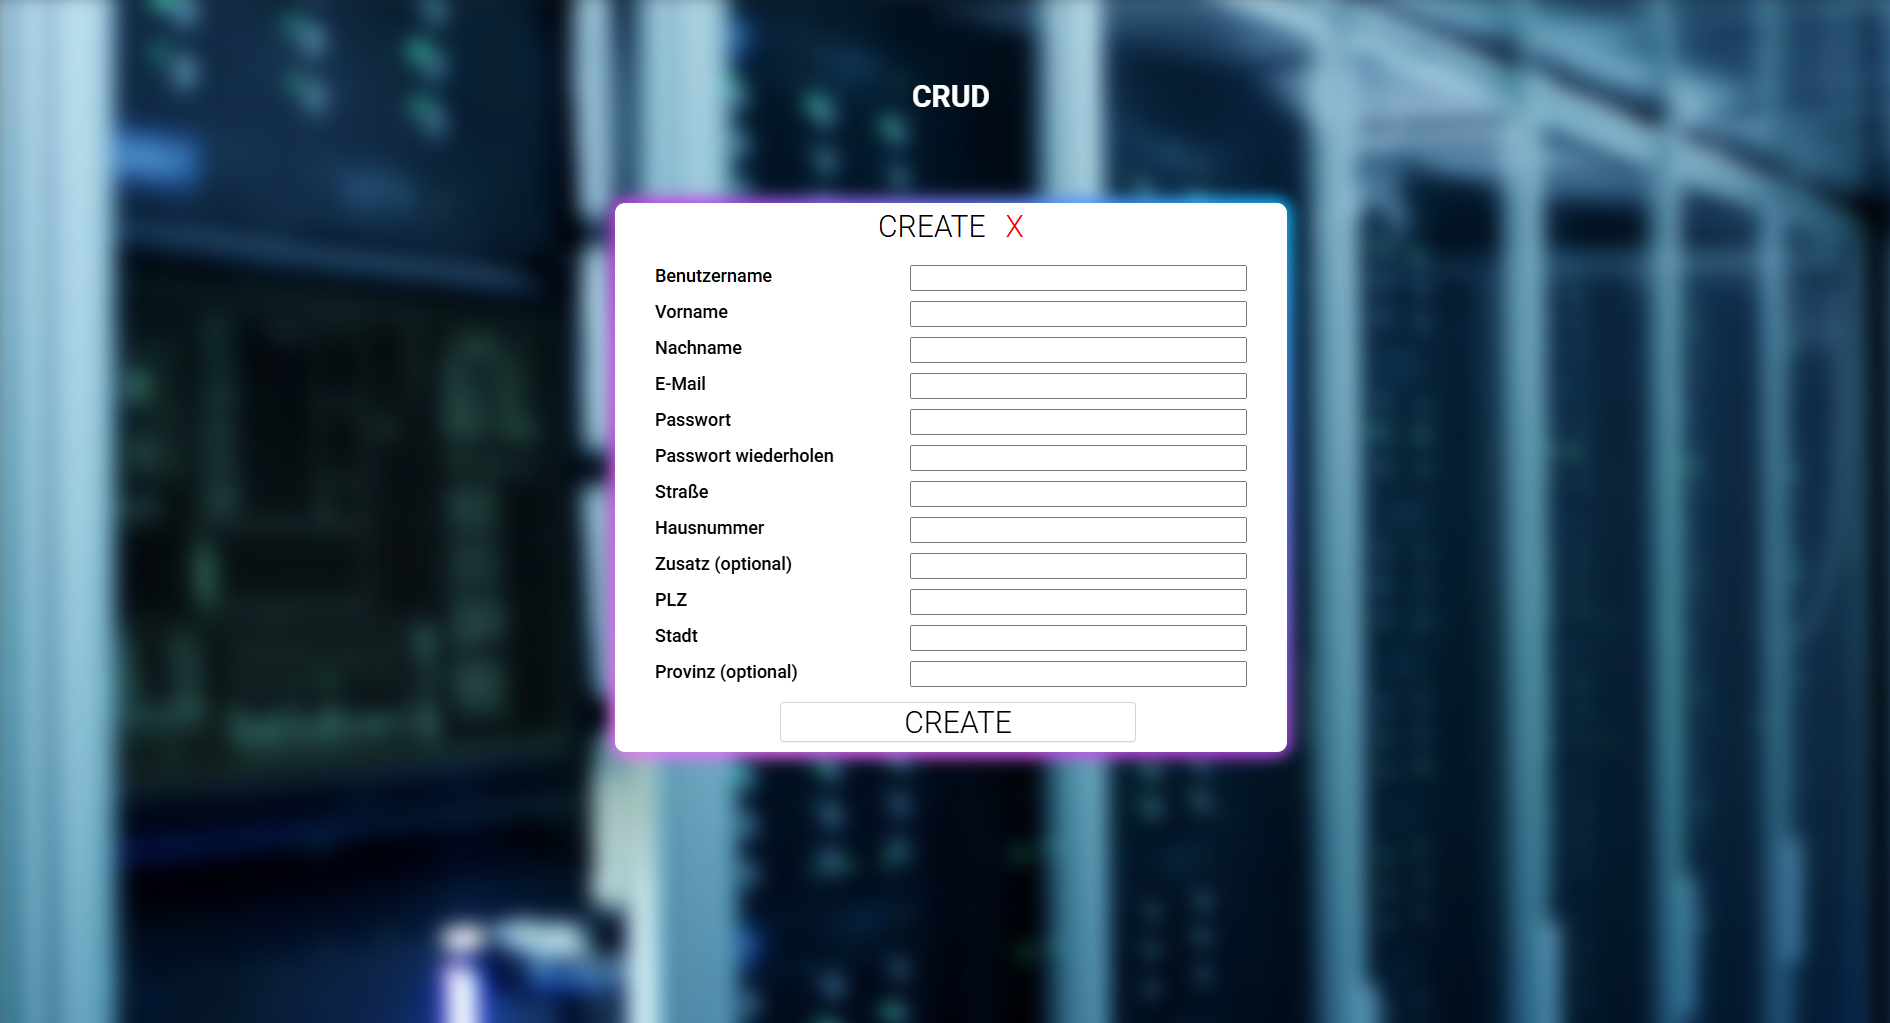 CRUD
CREATE X
Benutzername
Vorname
Nachname
E-Mail
Passwort
Passwort wiederholen
Straße
Hausnummer
Zusatz (optional)
PLZ
Stadt
Provinz (optional)
CREATE